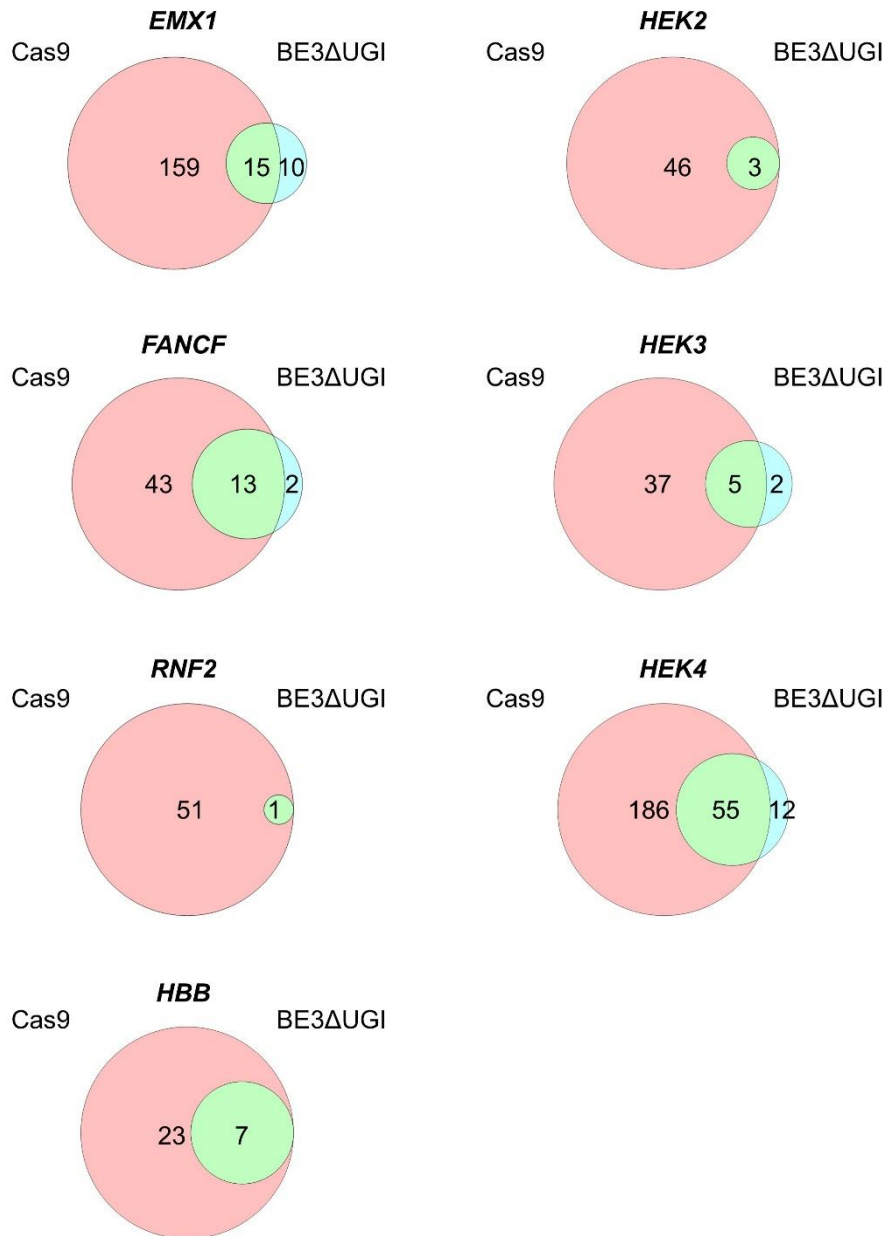 EMX1
Cas9 BE3ΔUGI
159 15 10
HEK2
Cas9 BE3ΔUGI
46 3
FANCF
Cas9 BE3ΔUGI
43 13 2
HEK3
Cas9 BE3ΔUGI
37 5 2
RNF2
Cas9 BE3ΔUGI
51 1
HEK4
Cas9 BE3ΔUGI
186 55 12
HBB
Cas9 BE3ΔUGI
23 7